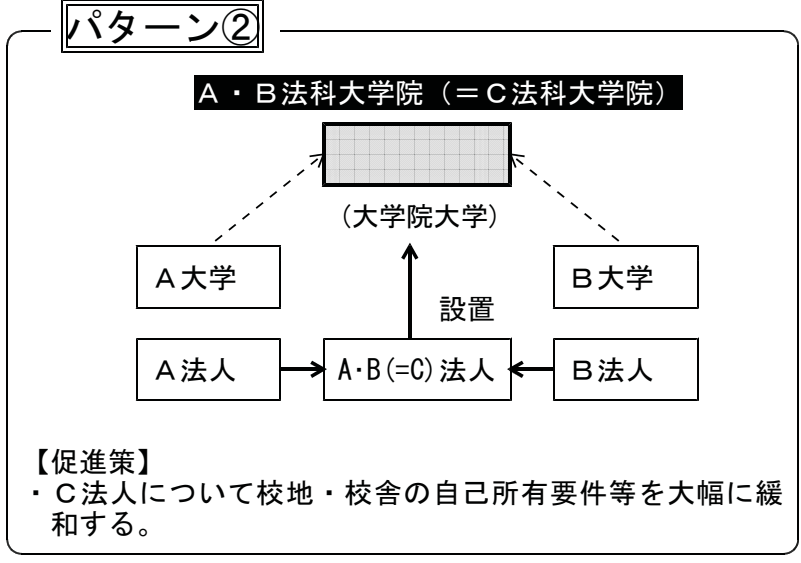 パターン②
Ａ・Ｂ法科大学院（＝Ｃ法科大学院）
（大学院大学）
Ａ大学
Ｂ大学
設置
Ａ法人
A･B(=C)法人
Ｂ法人
【促進策】
・Ｃ法人について校地・校舎の自己所有要件等を大幅に緩
和する。